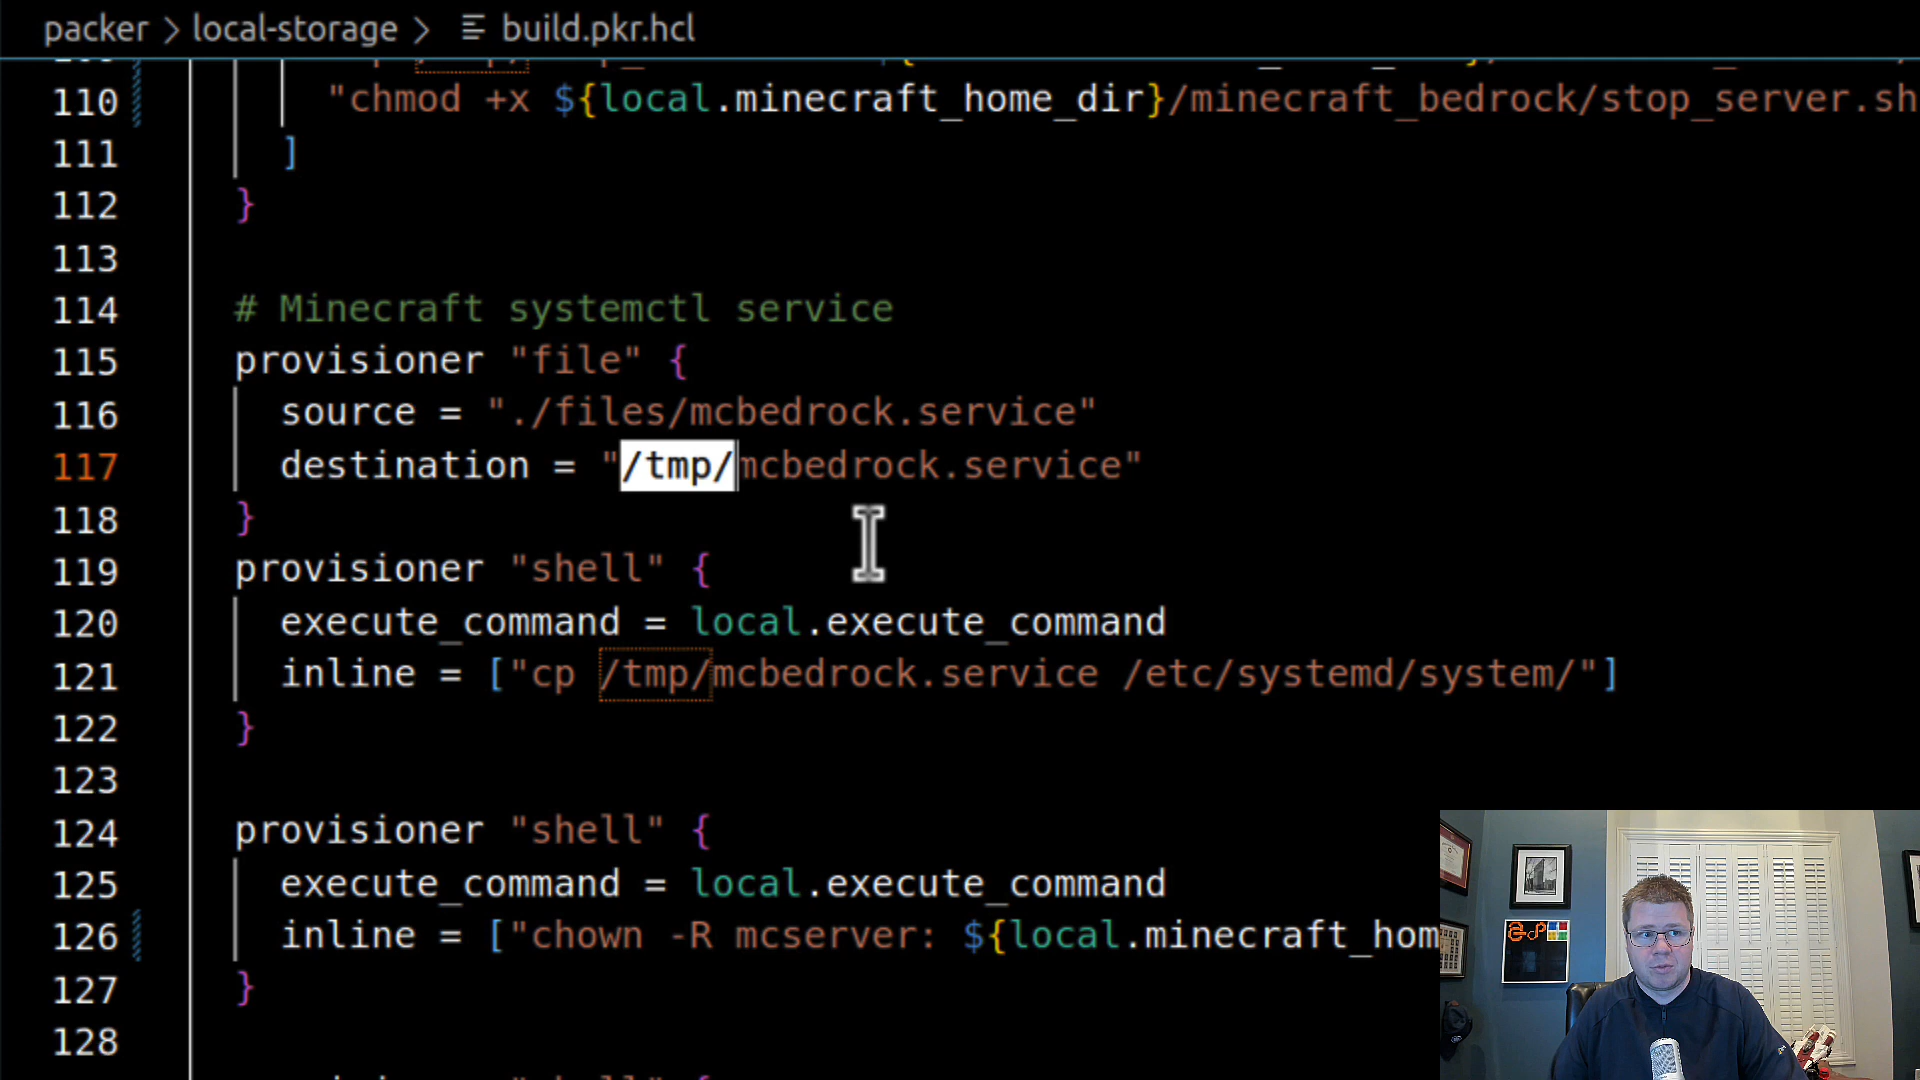 packer > local-storage > build.pkr.hcl
110 "chmod +x ${local.minecraft_home_dir}/minecraft_bedrock/stop_server.sh
111 ]
112 }
113
114 # Minecraft systemctl service
115 provisioner "file" {
116 source = "./files/mcbedrock.service"
117 destination = "/tmp/mcbedrock.service"
118 }
119 provisioner "shell" {
120 execute_command = local.execute_command
121 inline = ["cp /tmp/mcbedrock.service /etc/systemd/system/"]
122 }
123
124 provisioner "shell" {
125 execute_command = local.execute_command
126 inline = ["chown -R mcserver: ${local.minecraft_hom
127 }
128